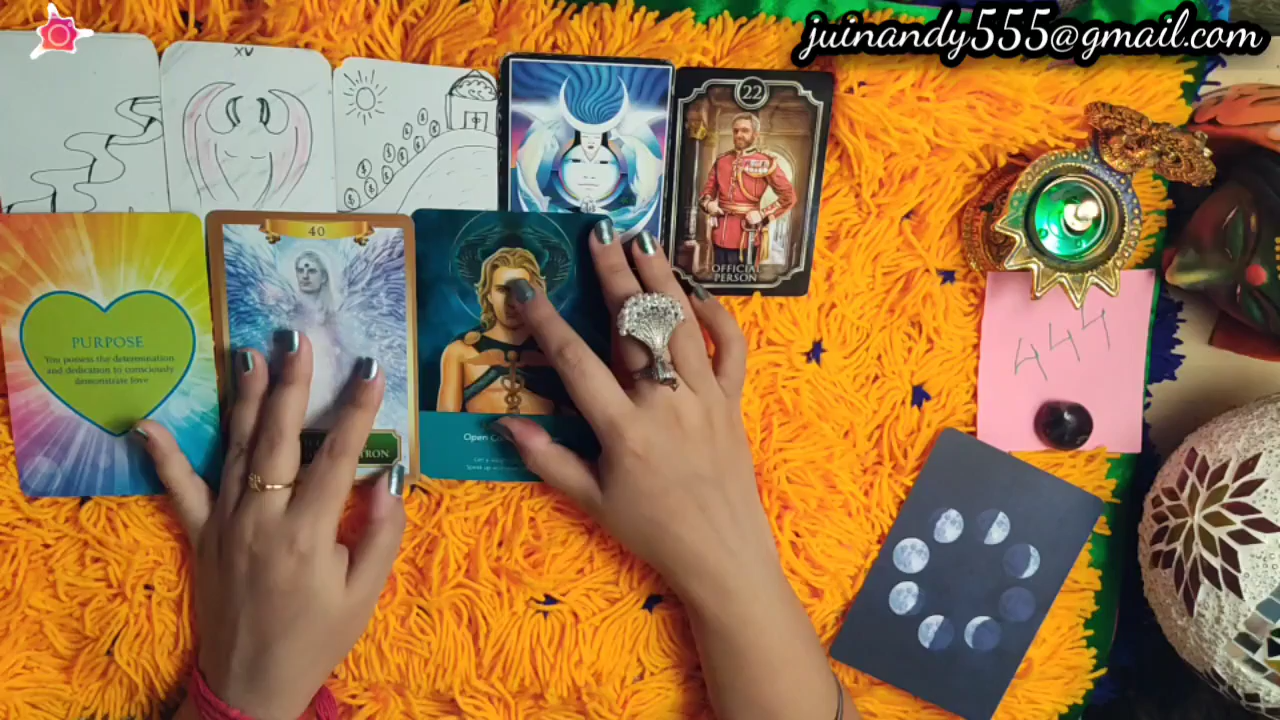 juinandy555@gmail.com
XV
22
OFFICIAL
PERSON
40
PURPOSE
You possess the determination
and dedication to consciously
demonstrate love
Open
444